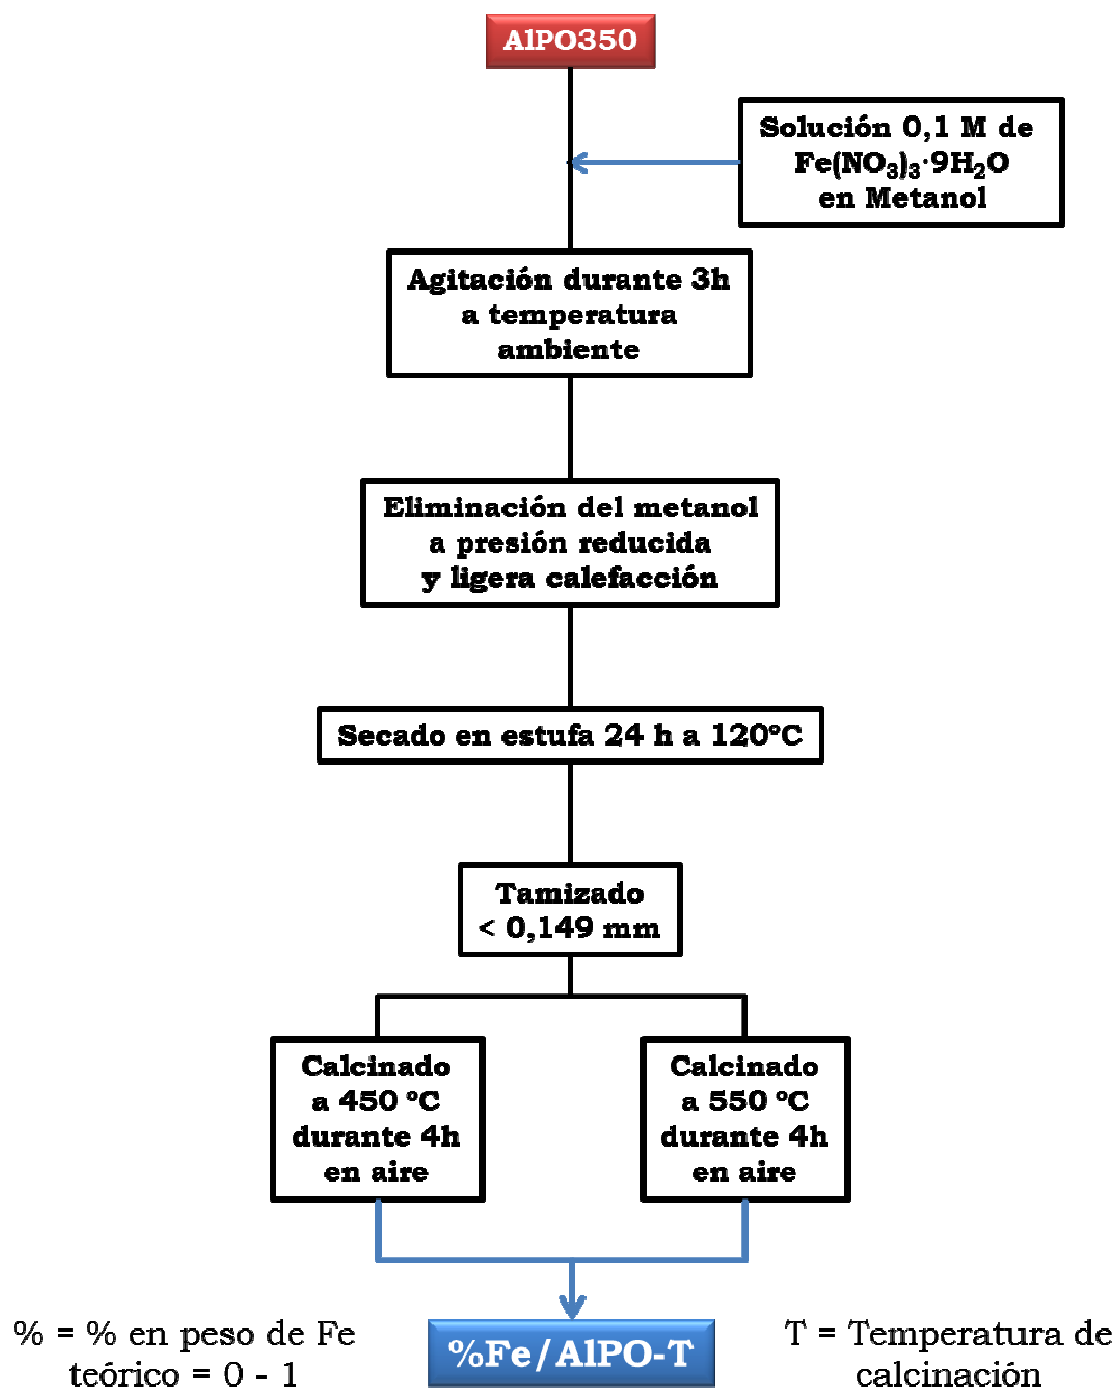 AlPO350
Solución 0,1 M de
Fe(NO₃)₃·9H₂O
en Metanol
Agitación durante 3h
a temperatura
ambiente
Eliminación del metanol
a presión reducida
y ligera calefacción
Secado en estufa 24 h a 120ºC
Tamizado
< 0,149 mm
Calcinado
a 450 ºC
durante 4h
en aire
Calcinado
a 550 ºC
durante 4h
en aire
% = % en peso de Fe
teórico = 0 - 1
%Fe/AlPO-T
T = Temperatura de
calcinación